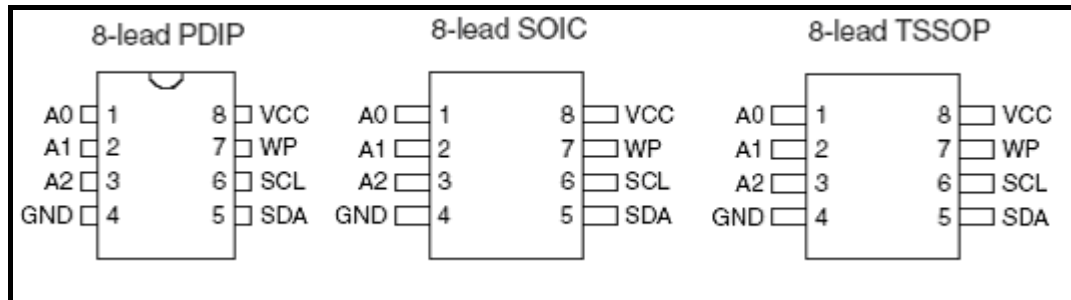 8-lead PDIP
A0 1 8 VCC
A1 2 7 WP
A2 3 6 SCL
GND 4 5 SDA
8-lead SOIC
A0 1 8 VCC
A1 2 7 WP
A2 3 6 SCL
GND 4 5 SDA
8-lead TSSOP
A0 1 8 VCC
A1 2 7 WP
A2 3 6 SCL
GND 4 5 SDA